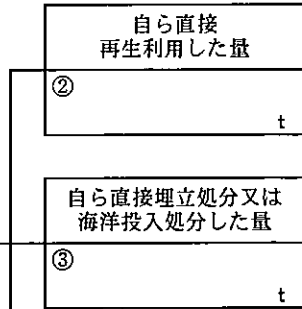 自ら直接
再生利用した量
②
t
自ら直接埋立処分又は
海洋投入処分した量
③
t